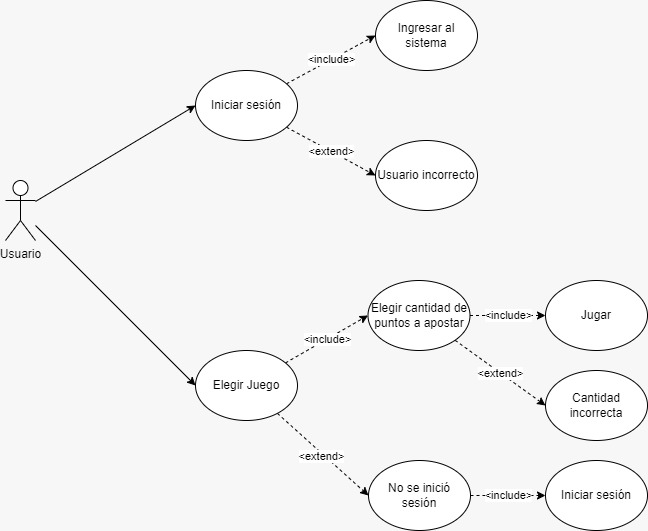 Ingresar al
sistema
<include>
Iniciar sesión
<extend>
Usuario incorrecto
Usuario
Elegir cantidad de
puntos a apostar
<include>
Jugar
<include>
<extend>
Elegir Juego
Cantidad
incorrecta
<extend>
No se inició
sesión
<include>
Iniciar sesión